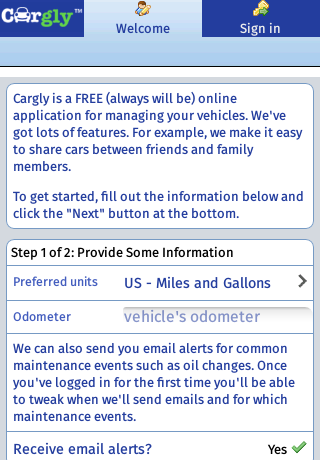 Cargly™
Welcome
Sign in
Cargly is a FREE (always will be) online
application for managing your vehicles. We've
got lots of features. For example, we make it easy
to share cars between friends and family
members.
To get started, fill out the information below and
click the "Next" button at the bottom.
Step 1 of 2: Provide Some Information
Preferred units US - Miles and Gallons
Odometer vehicle's odometer
We can also send you email alerts for common
maintenance events such as oil changes. Once
you've logged in for the first time you'll be able
to tweak when we'll send emails and for which
maintenance events.
Receive email alerts? Yes